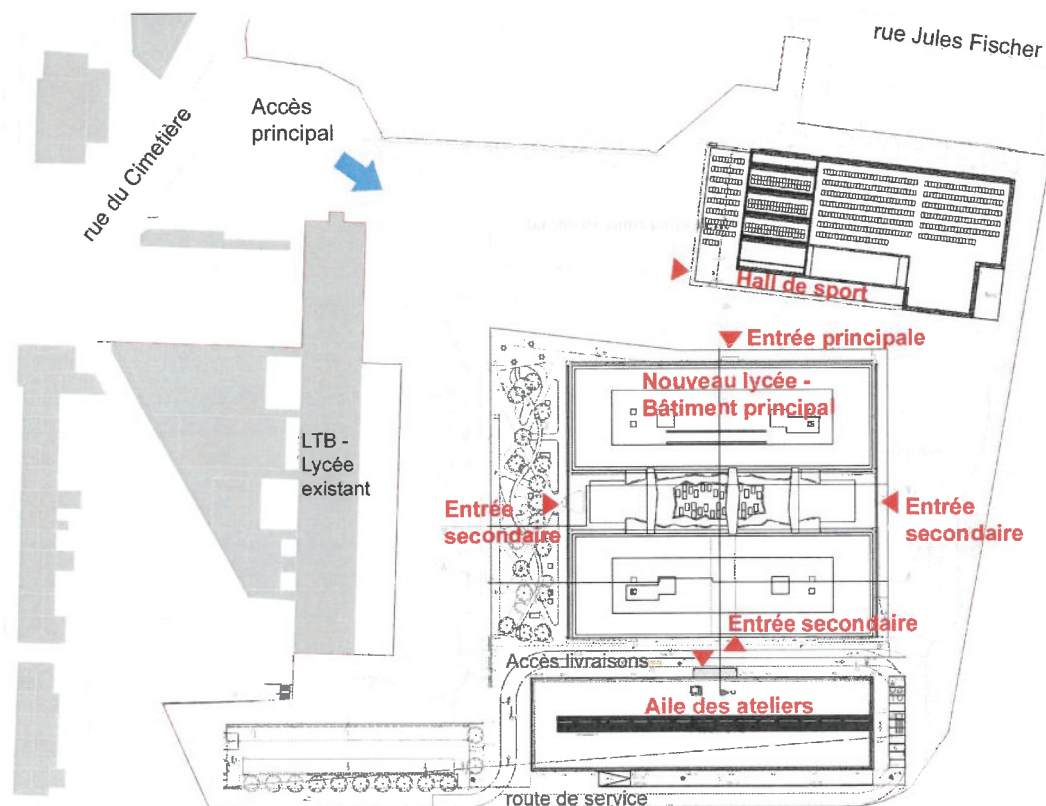 rue Jules Fischer
rue du Cimetière
Accès
principal
Hall de sport
Entrée principale
Nouveau lycée -
Bâtiment principal
LTB -
Lycée
existant
Entrée
secondaire
Entrée
secondaire
Entrée secondaire
Accès livraisons
Aile des ateliers
route de service